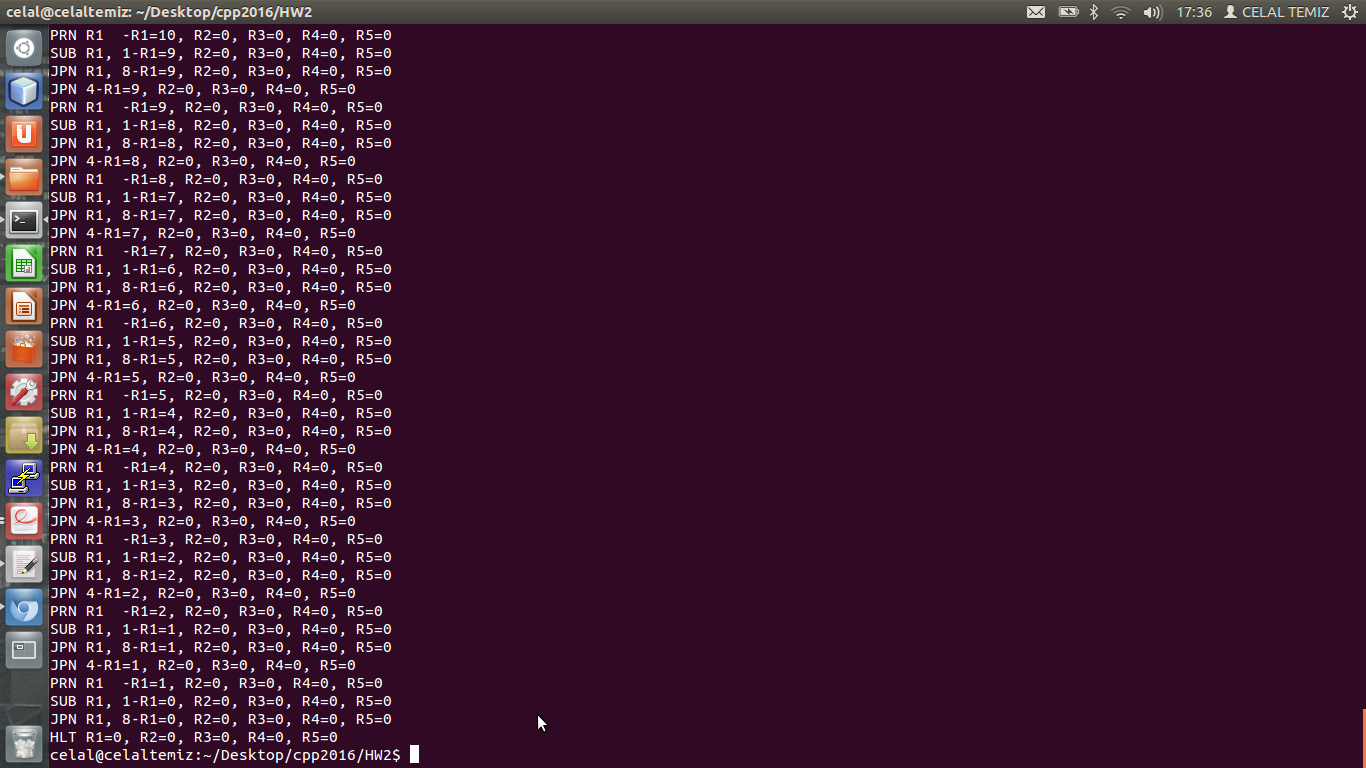 celal@celaltemiz: ~/Desktop/cpp2016/HW2 17:36 CELAL TEMIZ
PRN R1  -R1=10, R2=0, R3=0, R4=0, R5=0
SUB R1, 1-R1=9, R2=0, R3=0, R4=0, R5=0
JPN R1, 8-R1=9, R2=0, R3=0, R4=0, R5=0
JPN 4-R1=9, R2=0, R3=0, R4=0, R5=0
PRN R1  -R1=9, R2=0, R3=0, R4=0, R5=0
SUB R1, 1-R1=8, R2=0, R3=0, R4=0, R5=0
JPN R1, 8-R1=8, R2=0, R3=0, R4=0, R5=0
JPN 4-R1=8, R2=0, R3=0, R4=0, R5=0
PRN R1  -R1=8, R2=0, R3=0, R4=0, R5=0
SUB R1, 1-R1=7, R2=0, R3=0, R4=0, R5=0
JPN R1, 8-R1=7, R2=0, R3=0, R4=0, R5=0
JPN 4-R1=7, R2=0, R3=0, R4=0, R5=0
PRN R1  -R1=7, R2=0, R3=0, R4=0, R5=0
SUB R1, 1-R1=6, R2=0, R3=0, R4=0, R5=0
JPN R1, 8-R1=6, R2=0, R3=0, R4=0, R5=0
JPN 4-R1=6, R2=0, R3=0, R4=0, R5=0
PRN R1  -R1=6, R2=0, R3=0, R4=0, R5=0
SUB R1, 1-R1=5, R2=0, R3=0, R4=0, R5=0
JPN R1, 8-R1=5, R2=0, R3=0, R4=0, R5=0
JPN 4-R1=5, R2=0, R3=0, R4=0, R5=0
PRN R1  -R1=5, R2=0, R3=0, R4=0, R5=0
SUB R1, 1-R1=4, R2=0, R3=0, R4=0, R5=0
JPN R1, 8-R1=4, R2=0, R3=0, R4=0, R5=0
JPN 4-R1=4, R2=0, R3=0, R4=0, R5=0
PRN R1  -R1=4, R2=0, R3=0, R4=0, R5=0
SUB R1, 1-R1=3, R2=0, R3=0, R4=0, R5=0
JPN R1, 8-R1=3, R2=0, R3=0, R4=0, R5=0
JPN 4-R1=3, R2=0, R3=0, R4=0, R5=0
PRN R1  -R1=3, R2=0, R3=0, R4=0, R5=0
SUB R1, 1-R1=2, R2=0, R3=0, R4=0, R5=0
JPN R1, 8-R1=2, R2=0, R3=0, R4=0, R5=0
JPN 4-R1=2, R2=0, R3=0, R4=0, R5=0
PRN R1  -R1=2, R2=0, R3=0, R4=0, R5=0
SUB R1, 1-R1=1, R2=0, R3=0, R4=0, R5=0
JPN R1, 8-R1=1, R2=0, R3=0, R4=0, R5=0
JPN 4-R1=1, R2=0, R3=0, R4=0, R5=0
PRN R1  -R1=1, R2=0, R3=0, R4=0, R5=0
SUB R1, 1-R1=0, R2=0, R3=0, R4=0, R5=0
JPN R1, 8-R1=0, R2=0, R3=0, R4=0, R5=0
HLT R1=0, R2=0, R3=0, R4=0, R5=0
celal@celaltemiz:~/Desktop/cpp2016/HW2$